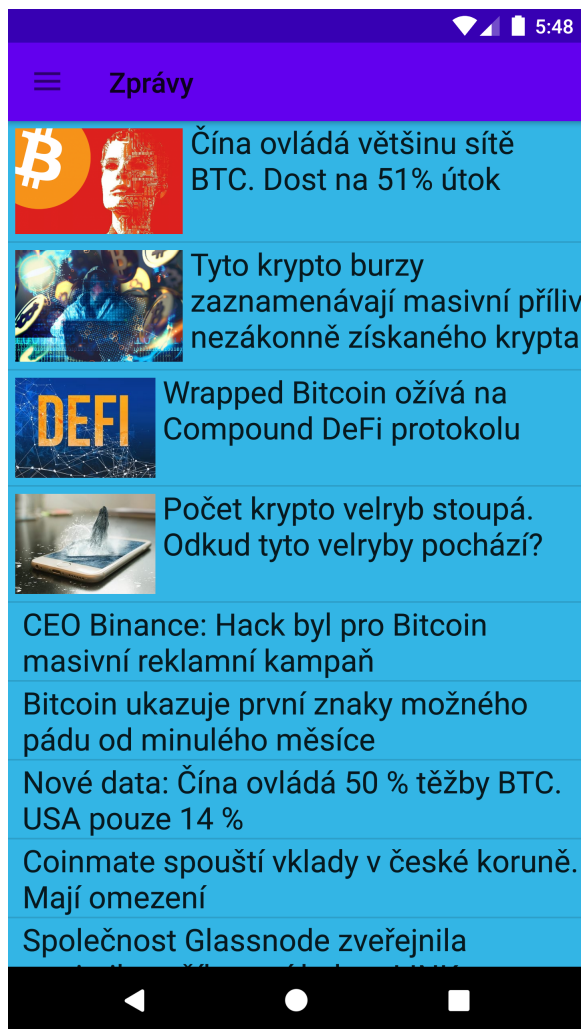 5:48
Zprávy
Čína ovládá většinu sítě
BTC. Dost na 51% útok
Tyto krypto burzy
zaznamenávají masivní příliv
nezákonně získaného krypta
DEFI
Wrapped Bitcoin ožívá na
Compound DeFi protokolu
Počet krypto velryb stoupá.
Odkud tyto velryby pochází?
CEO Binance: Hack byl pro Bitcoin
masivní reklamní kampaň
Bitcoin ukazuje první znaky možného
pádu od minulého měsíce
Nové data: Čína ovládá 50 % těžby BTC.
USA pouze 14 %
Coinmate spouští vklady v české koruně.
Mají omezení
Společnost Glassnode zveřejnila